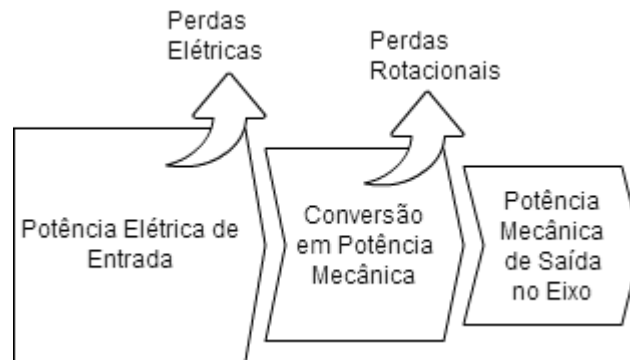 Perdas
Elétricas
Perdas
Rotacionais
Potência Elétrica de
Entrada
Conversão
em Potência
Mecânica
Potência
Mecânica
de Saída
no Eixo